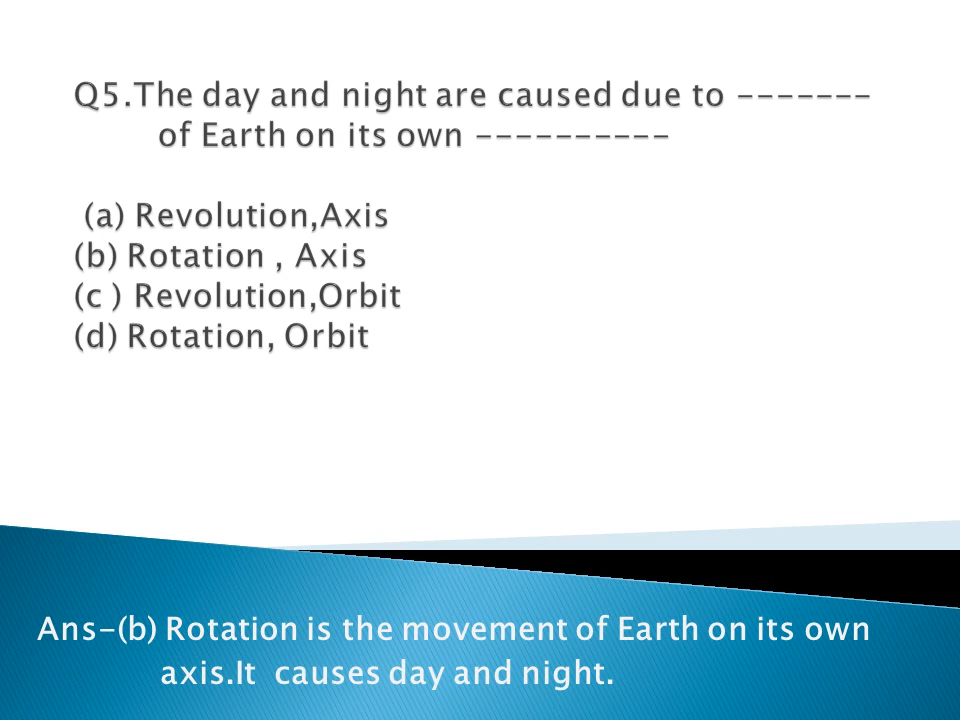 Q5.The day and night are caused due to -------
of Earth on its own ----------
(a) Revolution,Axis
(b) Rotation , Axis
(c ) Revolution,Orbit
(d) Rotation, Orbit
Ans-(b) Rotation is the movement of Earth on its own
axis.It causes day and night.